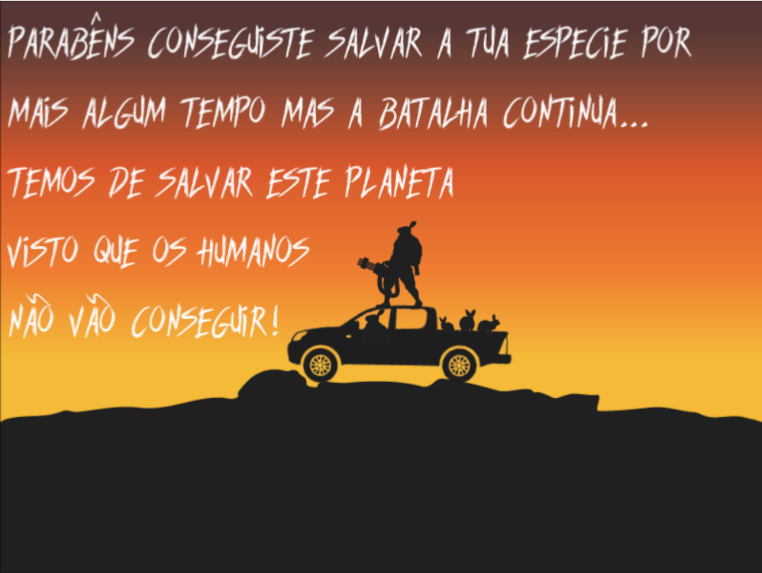 PARABÊNS CONSEGUISTE SALVAR A TUA ESPECIE POR
MAIS ALGUM TEMPO MAS A BATALHA CONTINUA...
TEMOS DE SALVAR ESTE PLANETA
VISTO QUE OS HUMANOS
NÃO VÃO CONSEGUIR!